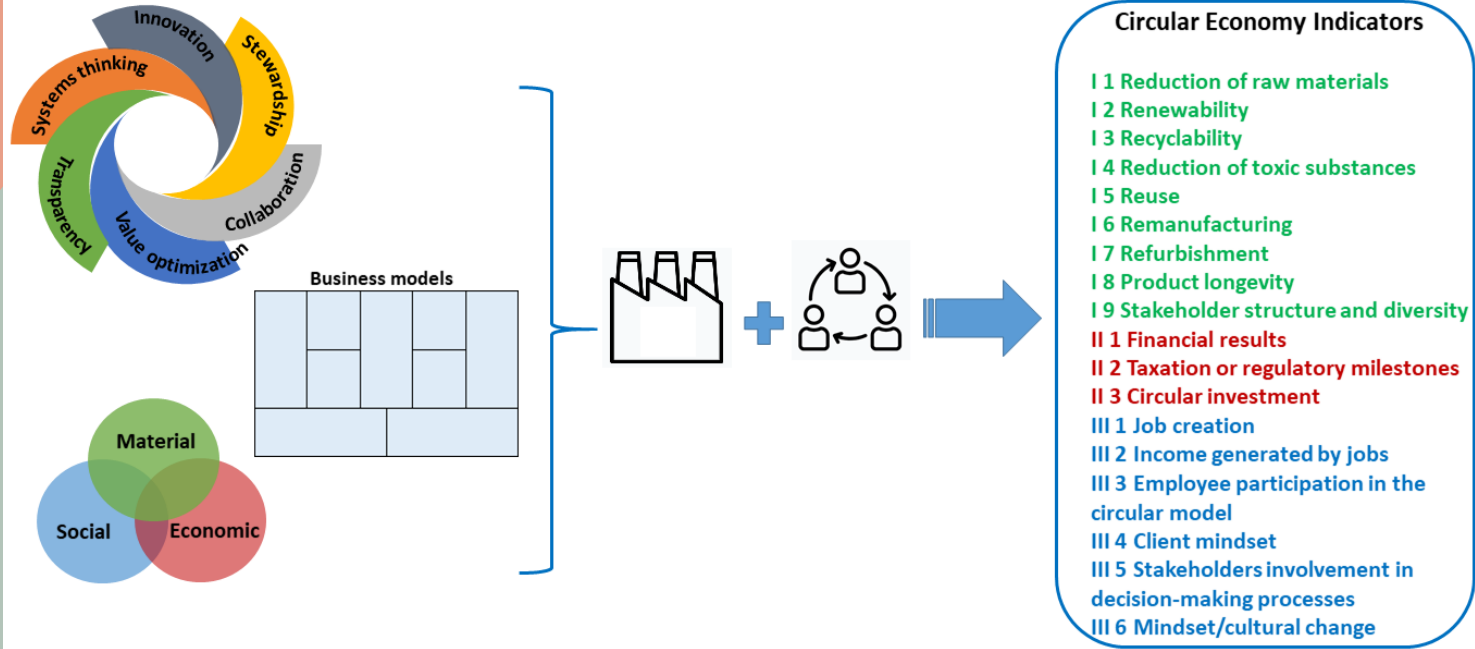 Innovation
Stewardship
Systems thinking
Collaboration
Transparency
Value optimization
Business models
Material
Social
Economic
Circular Economy Indicators
I 1 Reduction of raw materials
I 2 Renewability
I 3 Recyclability
I 4 Reduction of toxic substances
I 5 Reuse
I 6 Remanufacturing
I 7 Refurbishment
I 8 Product longevity
I 9 Stakeholder structure and diversity
II 1 Financial results
II 2 Taxation or regulatory milestones
II 3 Circular investment
III 1 Job creation
III 2 Income generated by jobs
III 3 Employee participation in the
circular model
III 4 Client mindset
III 5 Stakeholders involvement in
decision-making processes
III 6 Mindset/cultural change